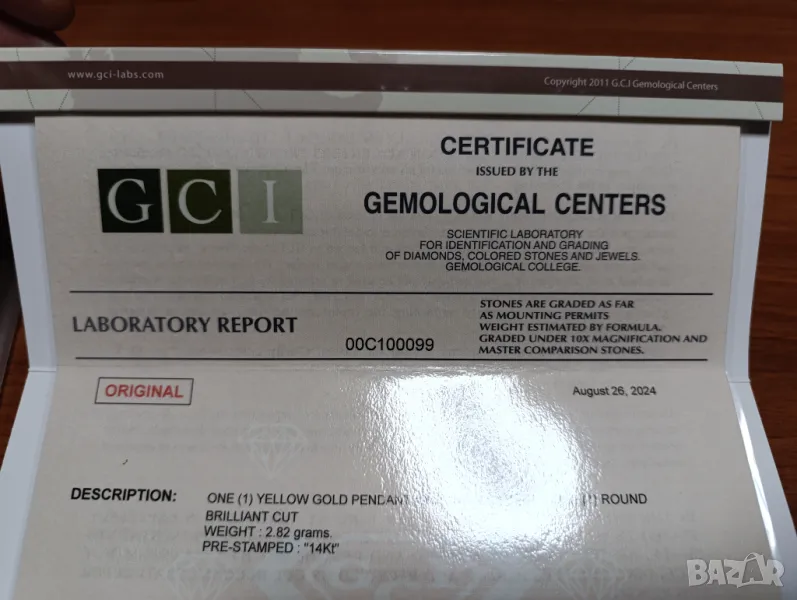 www.gci-labs.com
Copyright 2011 G.C.I Gemological Centers
GCI
CERTIFICATE
ISSUED BY THE
GEMOLOGICAL CENTERS
SCIENTIFIC LABORATORY
FOR IDENTIFICATION AND GRADING
OF DIAMONDS, COLORED STONES AND JEWELS.
GEMOLOGICAL COLLEGE.
LABORATORY REPORT
00C100099
STONES ARE GRADED AS FAR
AS MOUNTING PERMITS
WEIGHT ESTIMATED BY FORMULA.
GRADED UNDER 10X MAGNIFICATION AND
MASTER COMPARISON STONES.
ORIGINAL
August 26, 2024
DESCRIPTION: ONE (1) YELLOW GOLD PENDANT ROUND
BRILLIANT CUT
WEIGHT : 2.82 grams.
PRE-STAMPED : "14Kt"
BAZAR